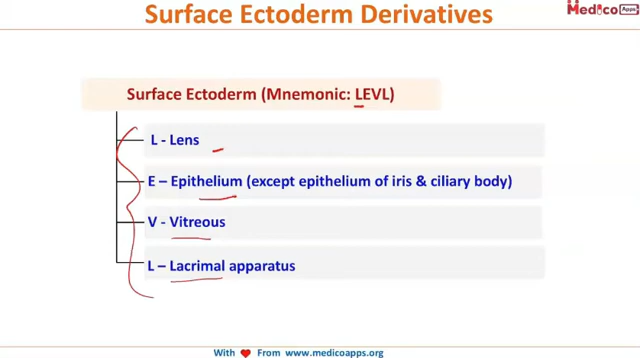 Surface Ectoderm Derivatives
Medico Apps
Surface Ectoderm (Mnemonic: LEVL)
L - Lens
E – Epithelium (except epithelium of iris & ciliary body)
V - Vitreous
L – Lacrimal apparatus
With ❤ From www.medicoapps.org